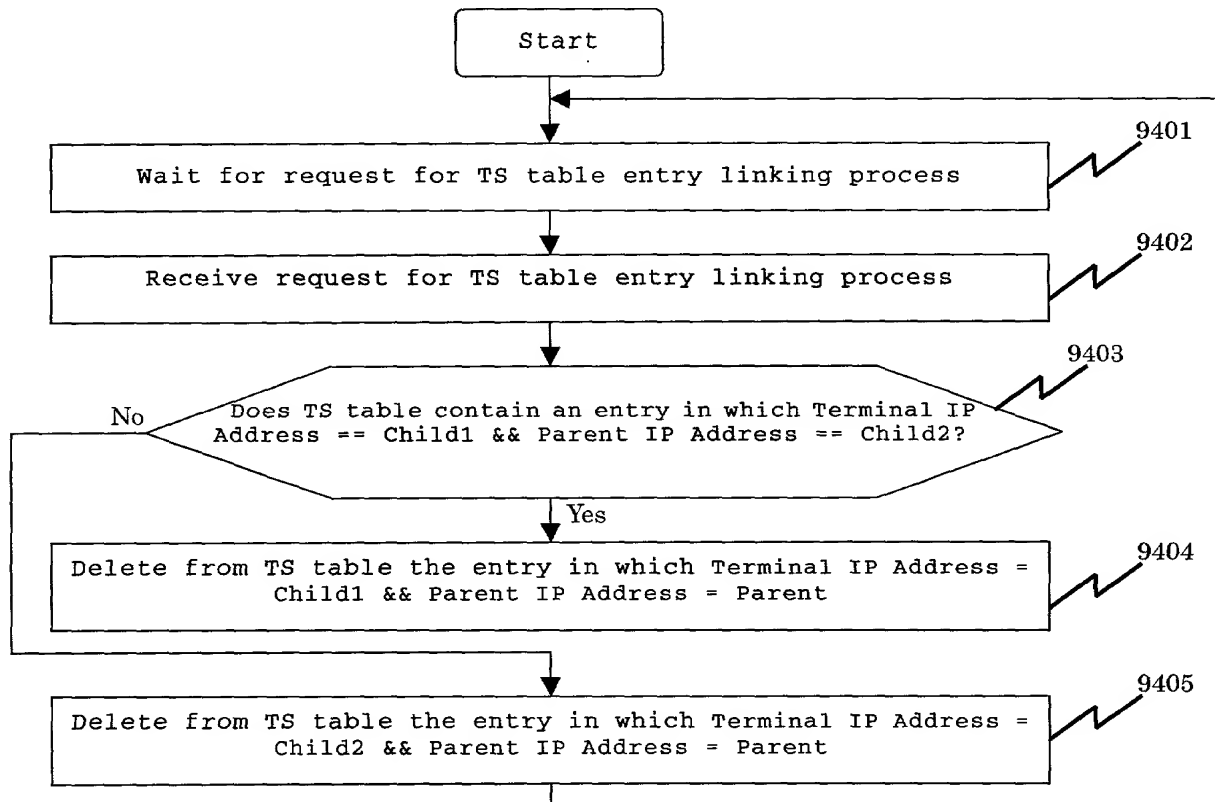 Start
9401
Wait for request for TS table entry linking process
9402
Receive request for TS table entry linking process
9403
No
Does TS table contain an entry in which Terminal IP
Address == Child1 && Parent IP Address == Child2?
Yes
9404
Delete from TS table the entry in which Terminal IP Address =
Child1 && Parent IP Address = Parent
9405
Delete from TS table the entry in which Terminal IP Address =
Child2 && Parent IP Address = Parent